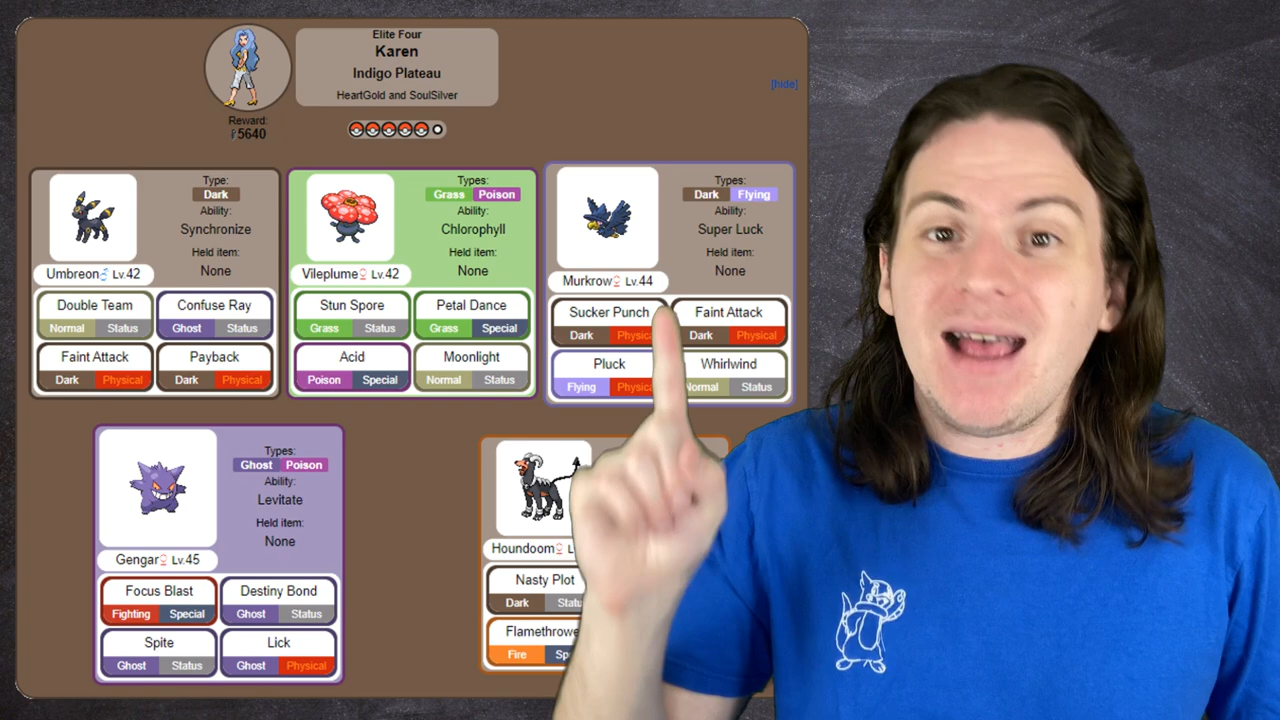 Elite Four
Karen
Indigo Plateau
HeartGold and SoulSilver
[hide]
Reward:
5640
Type:
Dark
Ability:
Synchronize
Held item:
None
Umbreon♂ Lv.42
Double Team
Normal Status
Confuse Ray
Ghost Status
Faint Attack
Dark Physical
Payback
Dark Physical
Types:
Grass Poison
Ability:
Chlorophyll
Held item:
None
Vileplume♀ Lv.42
Stun Spore
Grass Status
Petal Dance
Grass Special
Acid
Poison Special
Moonlight
Normal Status
Types:
Dark Flying
Ability:
Super Luck
Held item:
None
Murkrow♀ Lv.44
Sucker Punch
Dark Physic
Faint Attack
Dark Physical
Pluck
Flying Physic
Whirlwind
Normal Status
Types:
Ghost Poison
Ability:
Levitate
Held item:
None
Gengar♀ Lv.45
Focus Blast
Fighting Special
Destiny Bond
Ghost Status
Spite
Ghost Status
Lick
Ghost Physical
Houndoom♀ L
Nasty Plot
Dark Statu
Flamethrowe
Fire Sp